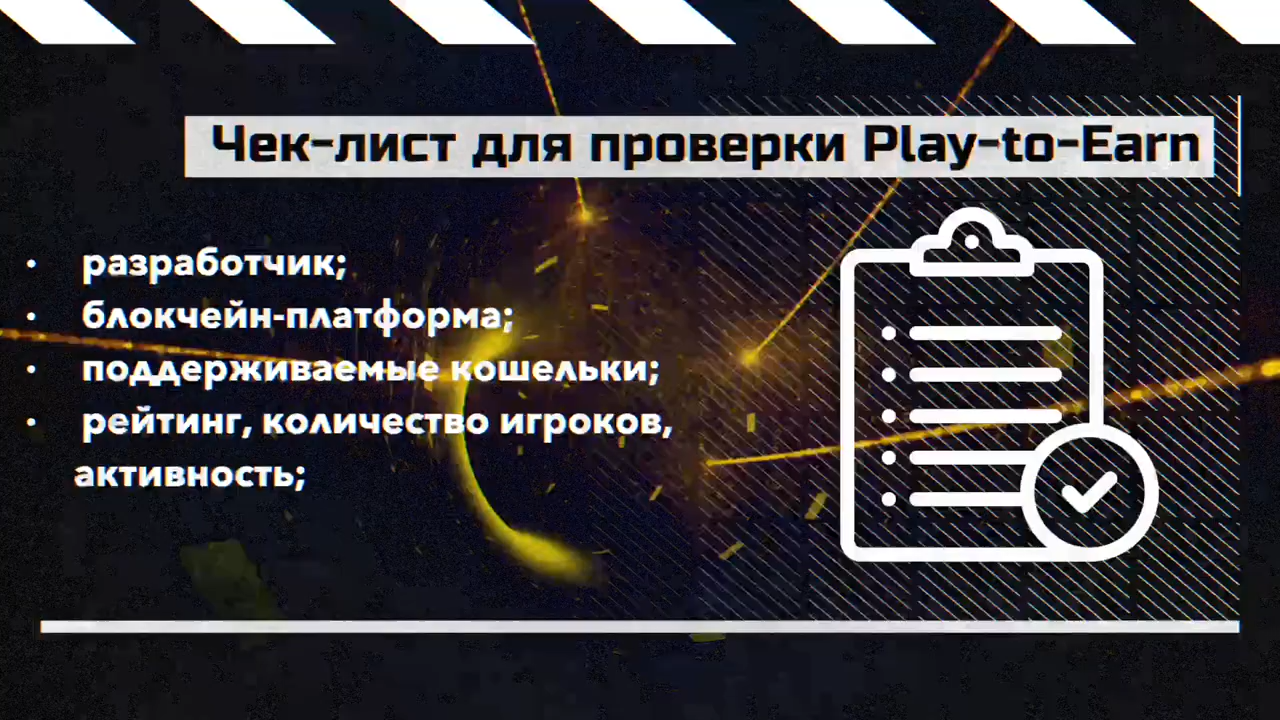 Чек-лист для проверки Play-to-Earn
• разработчик;
• блокчейн-платформа;
• поддерживаемые кошельки;
• рейтинг, количество игроков,
активность;